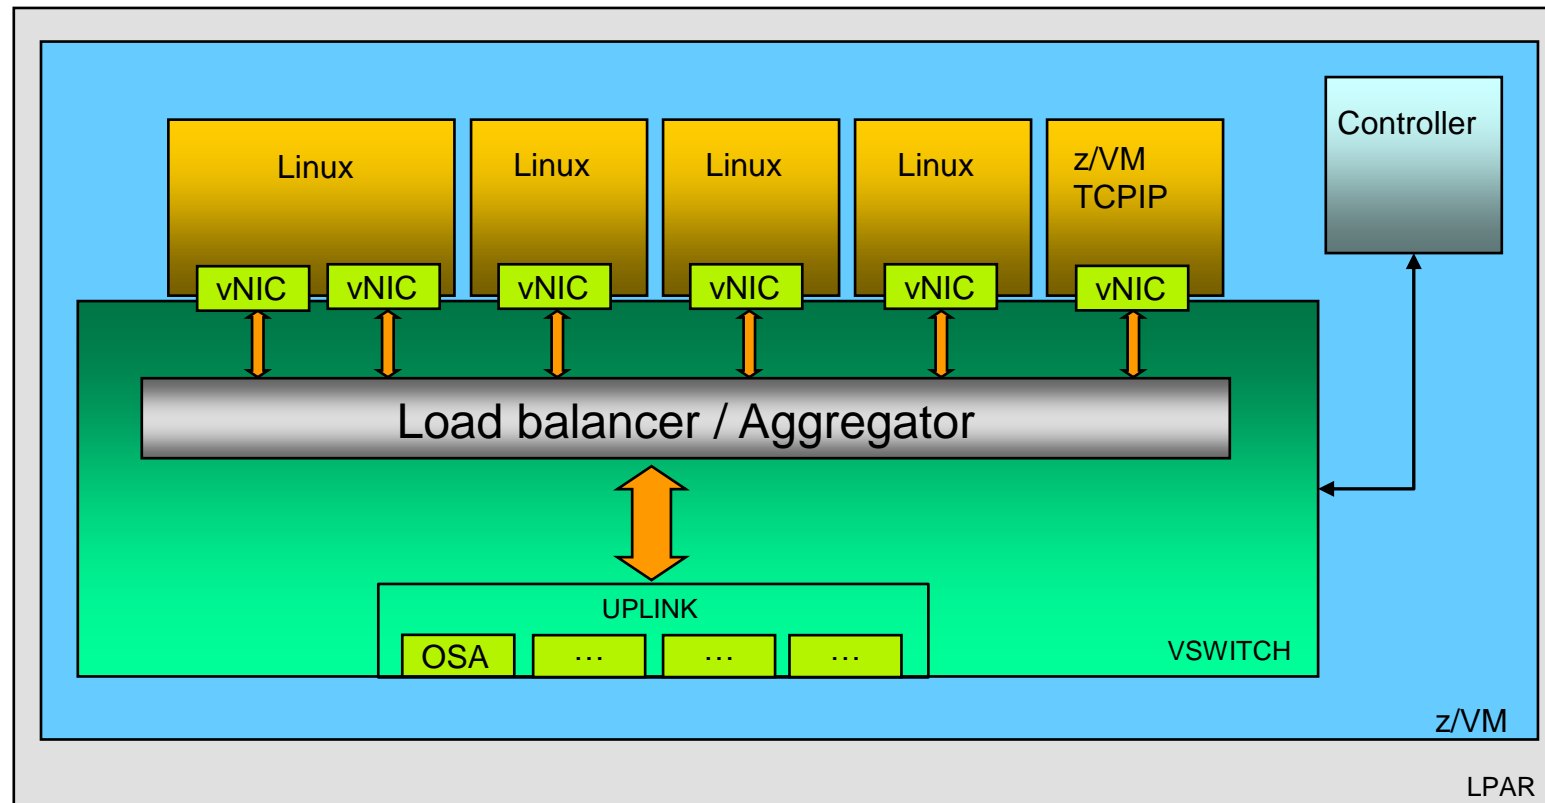 Controller
Linux
Linux
Linux
Linux
z/VM
TCPIP
vNIC
vNIC
vNIC
vNIC
vNIC
vNIC
Load balancer / Aggregator
UPLINK
OSA
...
...
...
VSWITCH
z/VM
LPAR